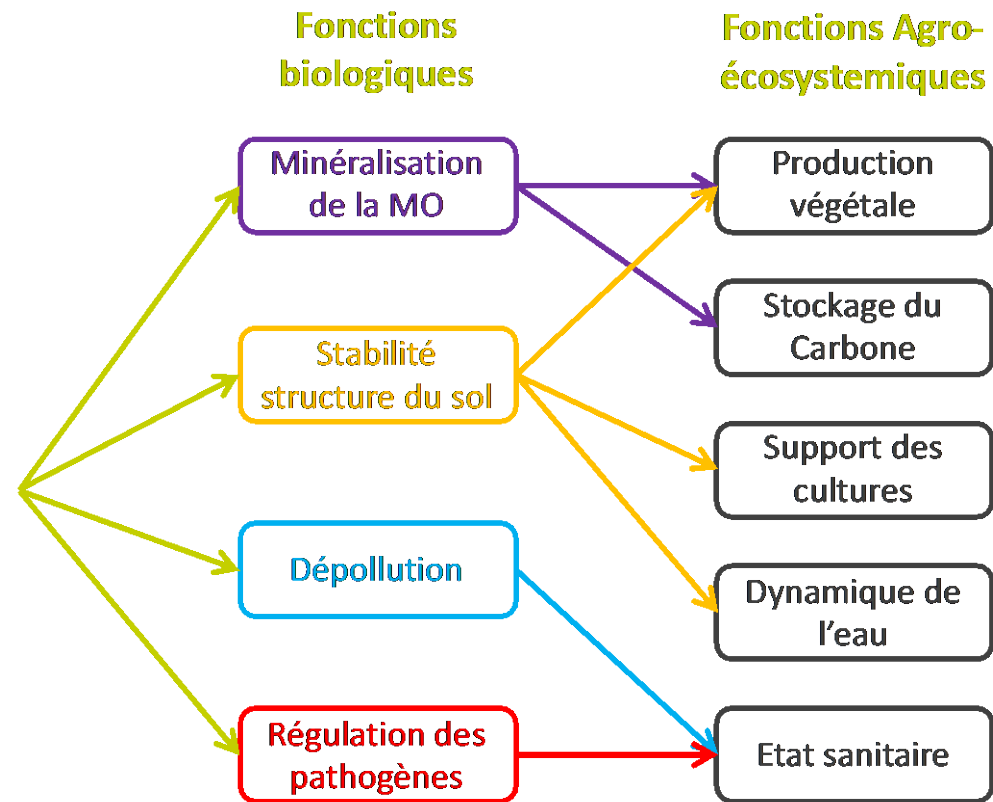 Fonctions
biologiques
Fonctions Agro-
écosystemiques
Minéralisation
de la MO
Stabilité
structure du sol
Dépollution
Régulation des
pathogènes
Production
végétale
Stockage du
Carbone
Support des
cultures
Dynamique de
l'eau
Etat sanitaire